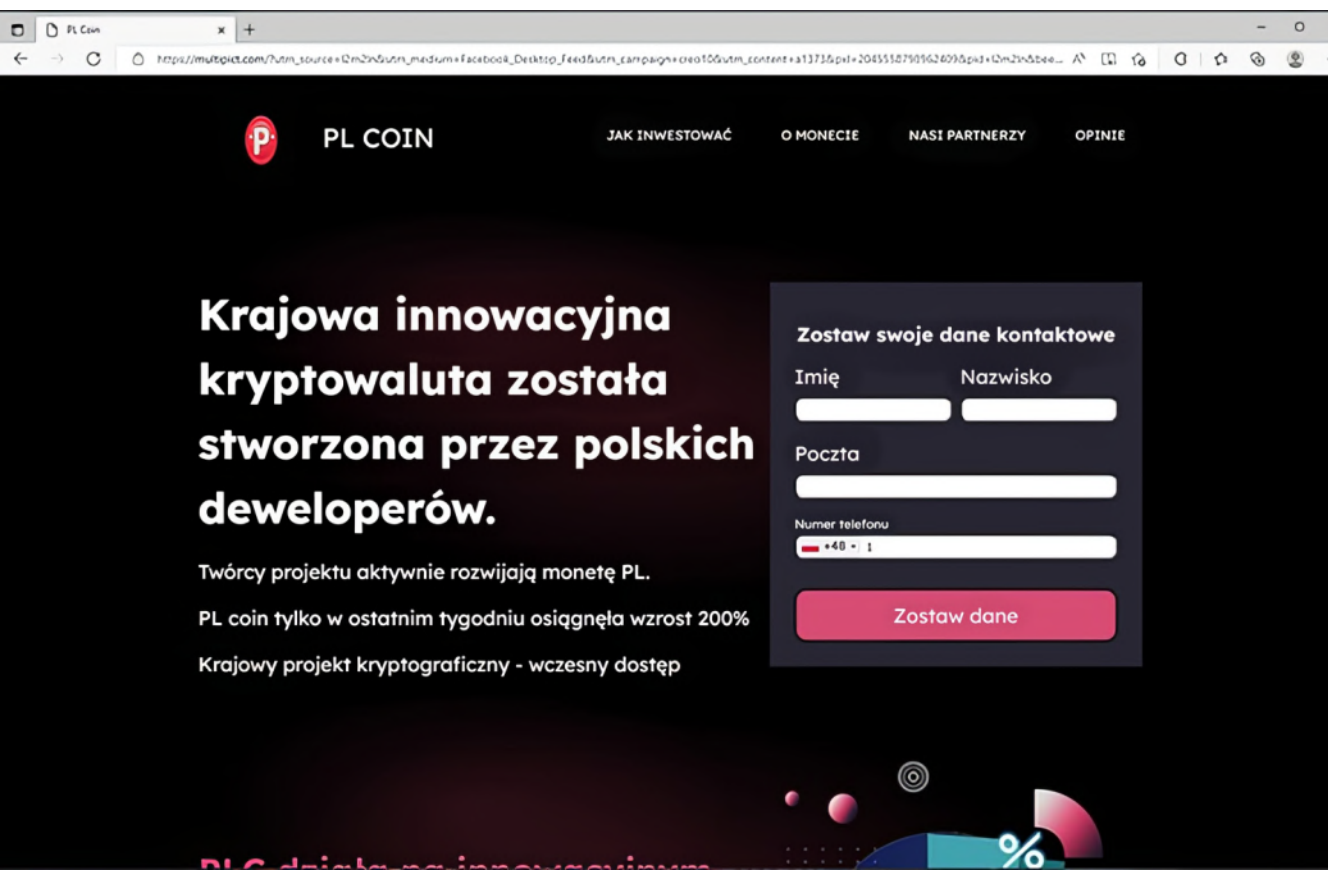 PL Coin
PL COIN
JAK INWESTOWAĆ
O MONECIE
NASI PARTNERZY
OPINIE
Krajowa innowacyjna
kryptowaluta została
stworzona przez polskich
deweloperów.
Twórcy projektu aktywnie rozwijają monetę PL.
PL coin tylko w ostatnim tygodniu osiągnęła wzrost 200%
Krajowy projekt kryptograficzny - wczesny dostęp
Zostaw swoje dane kontaktowe
Imię
Nazwisko
Poczta
Numer telefonu
+48
1
Zostaw dane
%